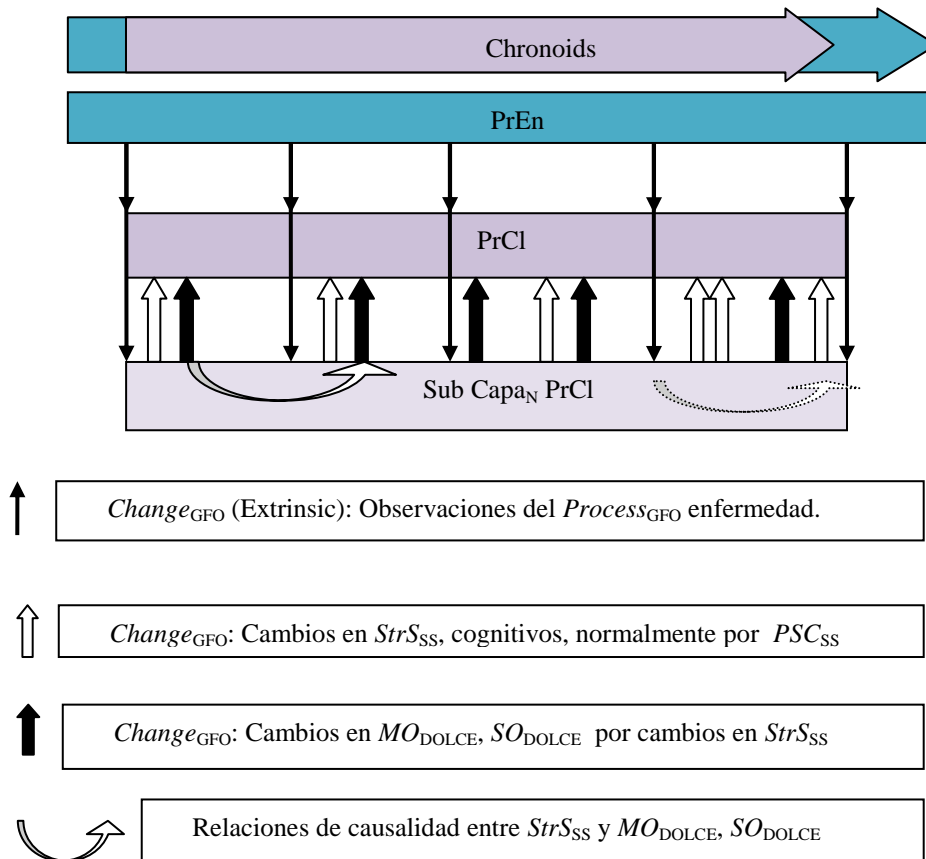 Chronoids
PrEn
PrCl
Sub CapaN PrCl
ChangeGFO (Extrinsic): Observaciones del ProcessGFO enfermedad.
ChangeGFO: Cambios en StrSSS, cognitivos, normalmente por PSCSS
ChangeGFO: Cambios en MODOLCE, SODOLCE por cambios en StrSSS
Relaciones de causalidad entre StrSSS y MODOLCE, SODOLCE